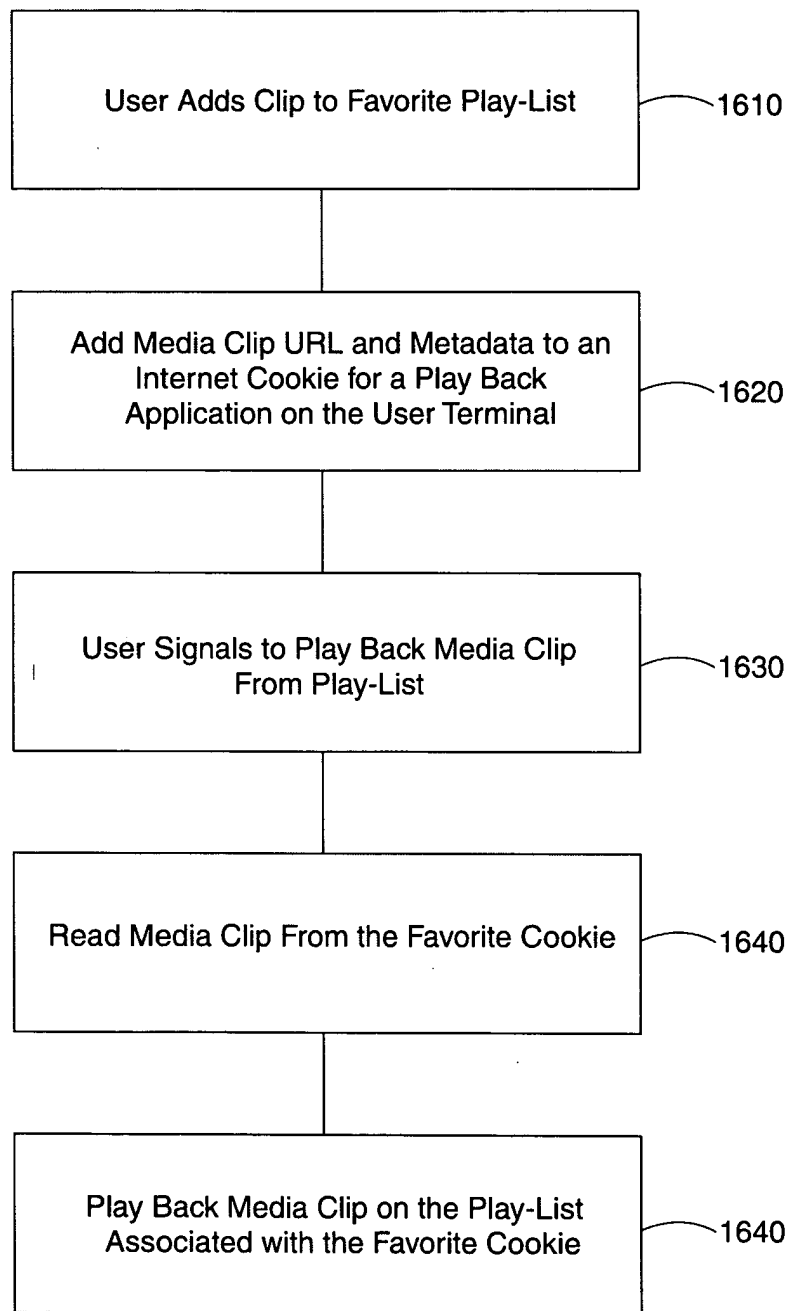 User Adds Clip to Favorite Play-List
1610
Add Media Clip URL and Metadata to an
Internet Cookie for a Play Back
Application on the User Terminal
1620
User Signals to Play Back Media Clip
From Play-List
1630
Read Media Clip From the Favorite Cookie
1640
Play Back Media Clip on the Play-List
Associated with the Favorite Cookie
1640